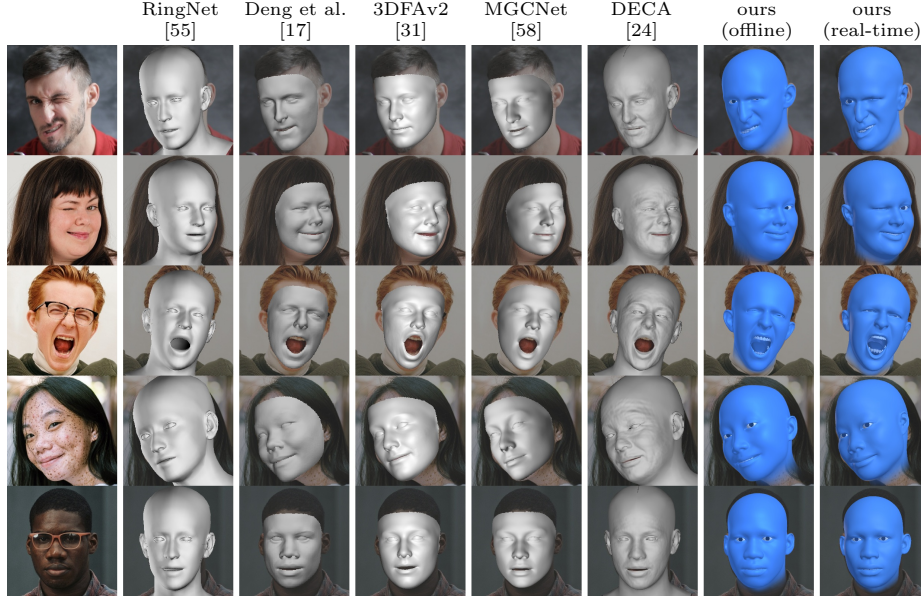 RingNet Deng et al. 3DFAv2 MGCNet DECA ours ours
[55] [17] [31] [58] [24] (offline) (real-time)